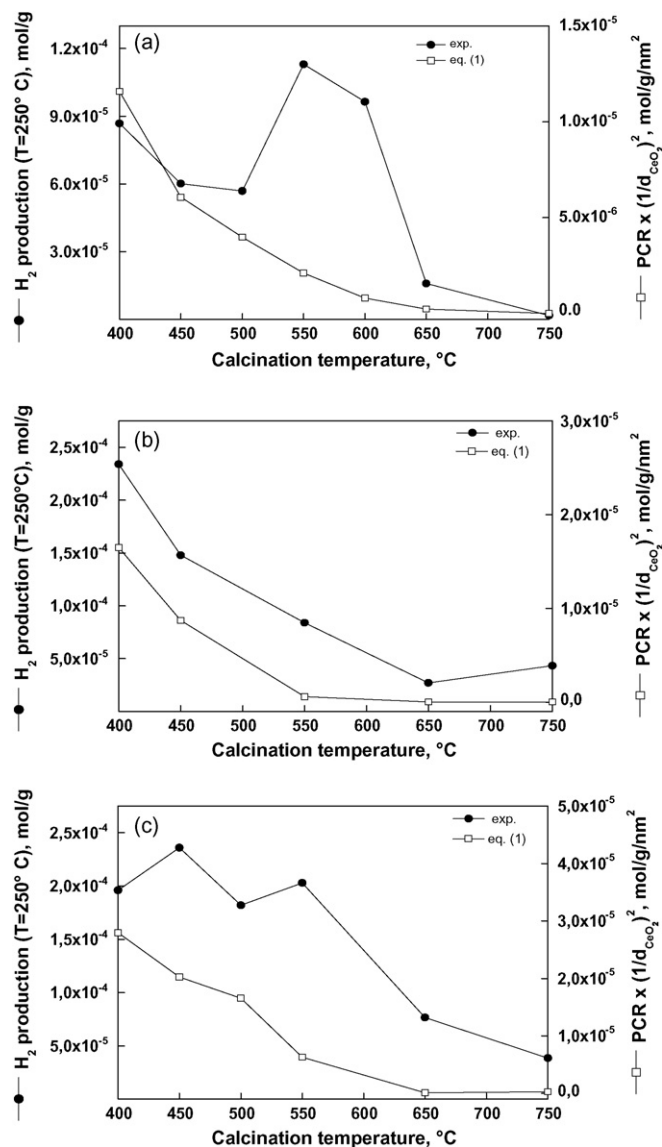 (a)
exp.
eq. (1)
1.2x10⁻⁴
9.0x10⁻⁵
6.0x10⁻⁵
3.0x10⁻⁵
1.5x10⁻⁵
1.0x10⁻⁵
5.0x10⁻⁶
0.0
H₂ production (T=250° C), mol/g
PCR x (1/d_CeO₂)², mol/g/nm²
400 450 500 550 600 650 700 750
Calcination temperature, °C
(b)
exp.
eq. (1)
2,5x10⁻⁴
2,0x10⁻⁴
1,5x10⁻⁴
1,0x10⁻⁴
5,0x10⁻⁵
3,0x10⁻⁵
2,0x10⁻⁵
1,0x10⁻⁵
0,0
H₂ production (T=250°C), mol/g
PCR x (1/d_CeO₂)², mol/g/nm²
400 450 500 550 600 650 700 750
Calcination temperature, °C
(c)
exp.
eq. (1)
2,5x10⁻⁴
2,0x10⁻⁴
1,5x10⁻⁴
1,0x10⁻⁴
5,0x10⁻⁵
5,0x10⁻⁵
4,0x10⁻⁵
3,0x10⁻⁵
2,0x10⁻⁵
1,0x10⁻⁵
0,0
H₂ production (T=250° C), mol/g
PCR x (1/d_CeO₂)², mol/g/nm²
400 450 500 550 600 650 700 750
Calcination temperature, °C